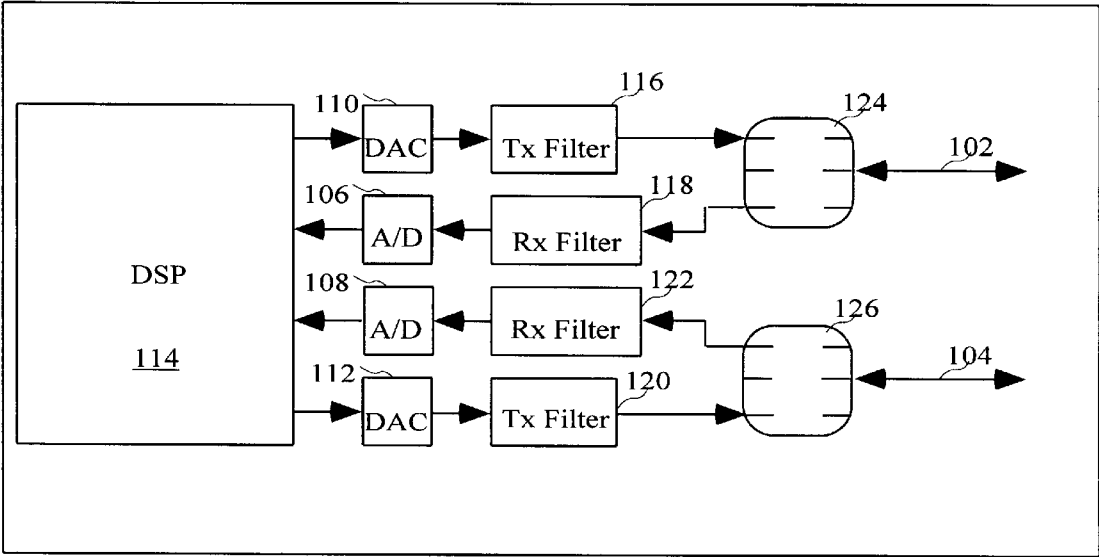 110
116
124
DAC
Tx Filter
102
106
118
A/D
Rx Filter
DSP
114
108
122
A/D
Rx Filter
126
104
112
120
DAC
Tx Filter